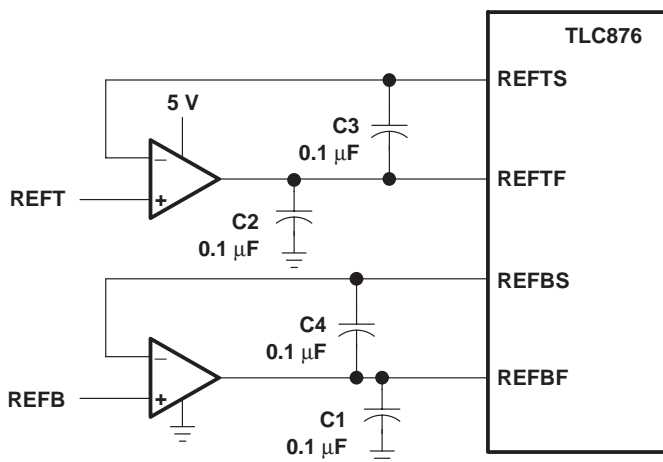 TLC876
REFTS
5 V
C3
0.1 µF
−
+
REFT
REFTF
C2
0.1 µF
REFBS
C4
0.1 µF
−
+
REFB
REFBF
C1
0.1 µF